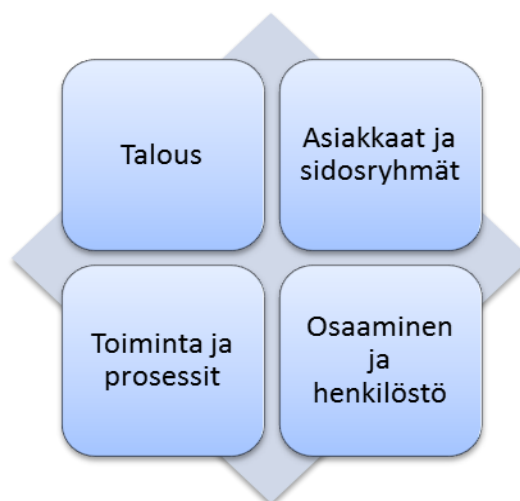 Talous
Asiakkaat ja
sidosryhmät
Toiminta ja
prosessit
Osaaminen
ja
henkilöstö